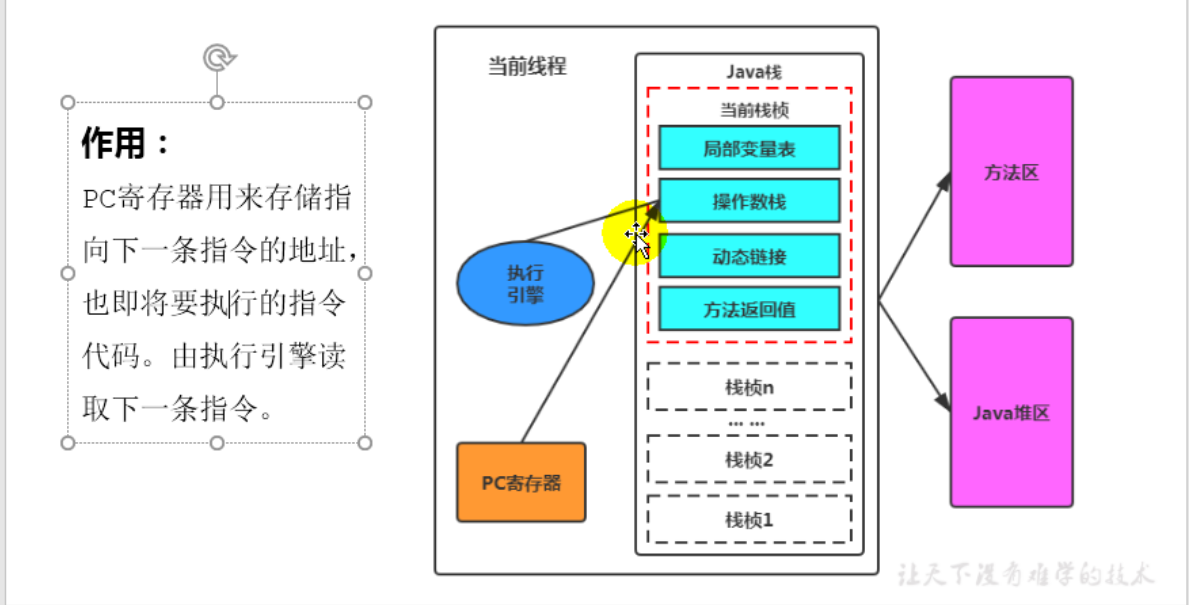 作用：
PC寄存器用来存储指
向下一条指令的地址，
也即将要执行的指令
代码。由执行引擎读
取下一条指令。
当前线程
Java栈
当前栈桢
局部变量表
操作数栈
动态链接
方法返回值
栈桢n
... ...
栈桢2
栈桢1
执行
引擎
PC寄存器
方法区
Java堆区
让天下没有难学的技术